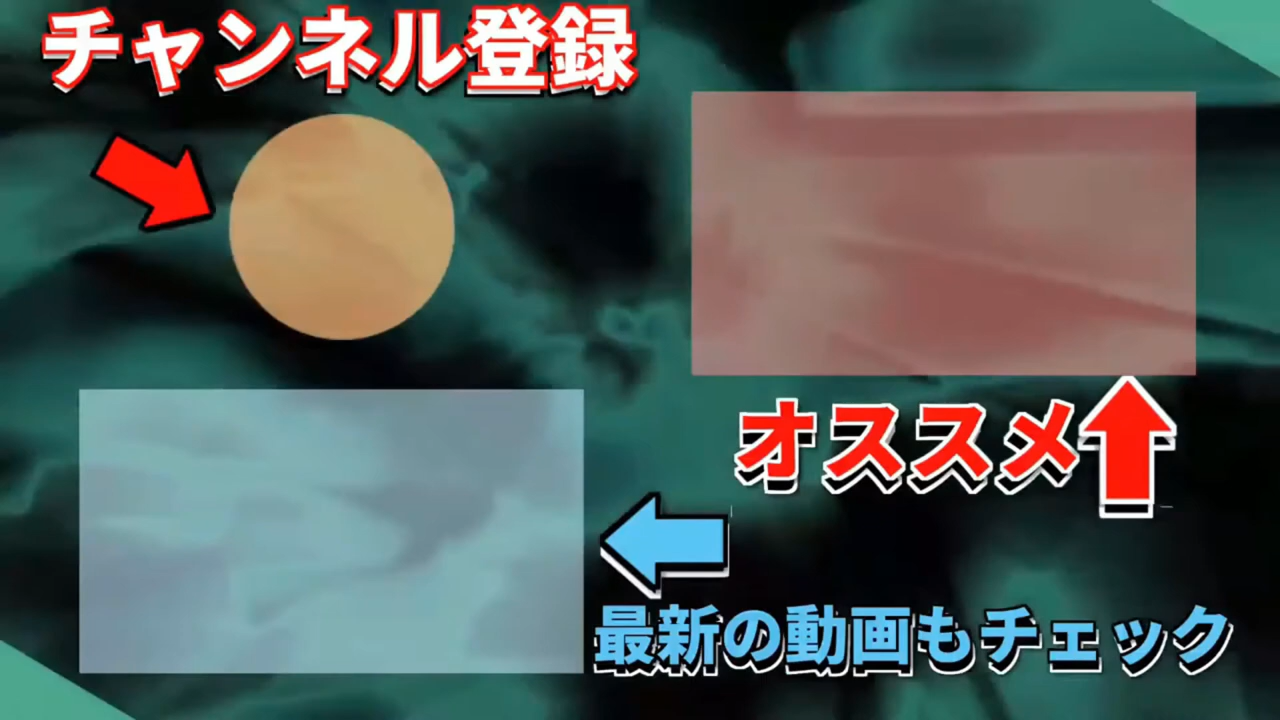 チャンネル登録
オススメ
最新の動画もチェック